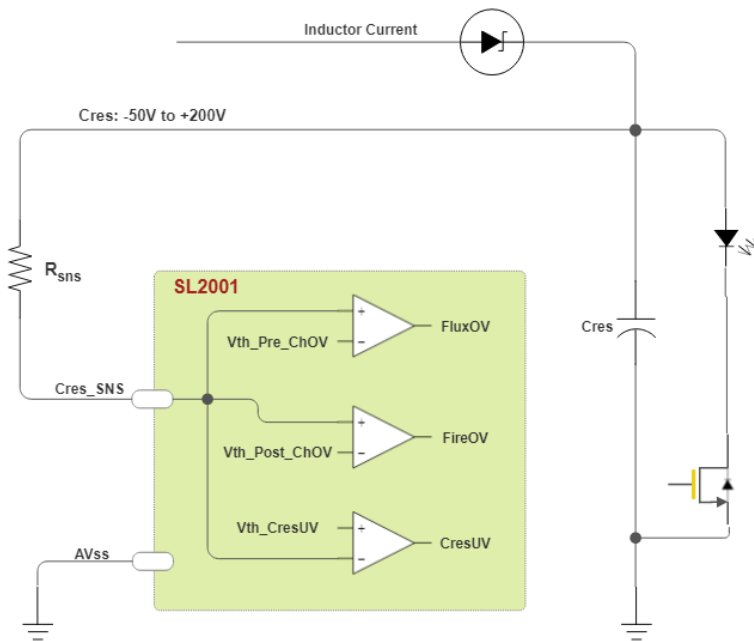 Inductor Current
Cres: -50V to +200V
Rsns
SL2001
+
Vth_Pre_ChOV
−
FluxOV
Cres
Cres_SNS
+
Vth_Post_ChOV
−
FireOV
Vth_CresUV
+
−
CresUV
AVss